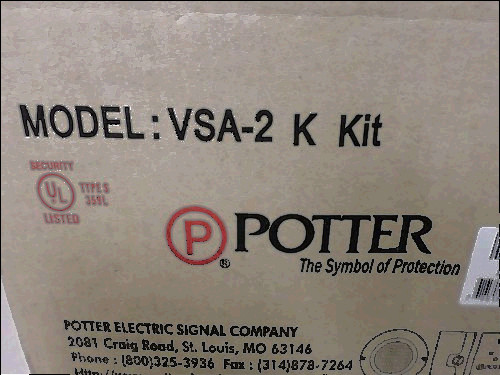 MODEL : VSA-2 K Kit
SECURITY
UL
TYPE S
LISTED
P POTTER
®
The Symbol of Protection
POTTER ELECTRIC SIGNAL COMPANY
2081 Craig Road, St. Louis, MO 63146
Phone : (800)325-3936 Fax : (314)878-7264